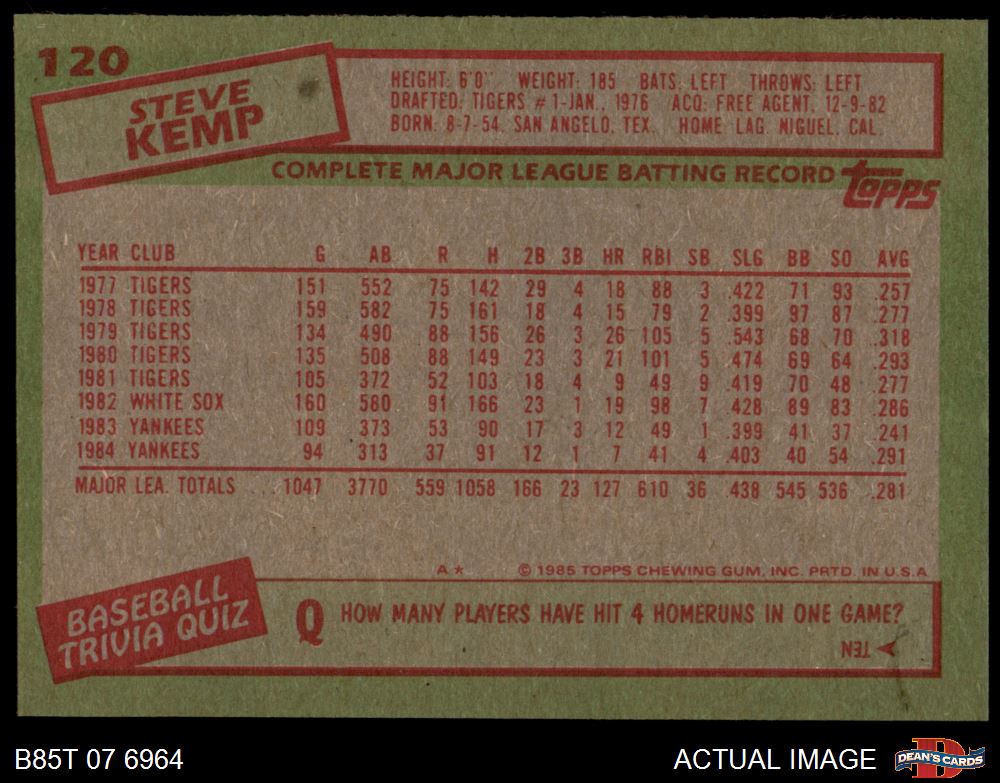 120
STEVE
KEMP
HEIGHT: 6'0" WEIGHT: 185 BATS: LEFT THROWS: LEFT
DRAFTED: TIGERS #1-JAN., 1976 ACQ: FREE AGENT, 12-9-82
BORN: 8-7-54, SAN ANGELO, TEX. HOME: LAG. NIGUEL, CAL.
COMPLETE MAJOR LEAGUE BATTING RECORD
topps
YEAR CLUB G AB R H 2B 3B HR RBI SB SLG BB SO AVG
1977 TIGERS 151 552 75 142 29 4 18 88 3 .422 71 93 .257
1978 TIGERS 159 582 75 161 18 4 15 79 2 .399 97 87 .277
1979 TIGERS 134 490 88 156 26 3 26 105 5 .543 68 70 .318
1980 TIGERS 135 508 88 149 23 3 21 101 5 .474 69 64 .293
1981 TIGERS 105 372 52 103 18 4 9 49 9 .419 70 48 .277
1982 WHITE SOX 160 580 91 166 23 1 19 98 7 .428 89 83 .286
1983 YANKEES 109 373 53 90 17 3 12 49 1 .399 41 37 .241
1984 YANKEES 94 313 37 91 12 1 7 41 4 .403 40 54 .291
MAJOR LEA. TOTALS ... 1047 3770 559 1058 166 23 127 610 36 .438 545 536 .281
A* © 1985 TOPPS CHEWING GUM, INC. PRTD. IN U.S.A
BASEBALL
TRIVIA QUIZ
Q HOW MANY PLAYERS HAVE HIT 4 HOMERUNS IN ONE GAME?
TEN
B85T 07 6964
ACTUAL IMAGE
D
DEAN'S CARDS